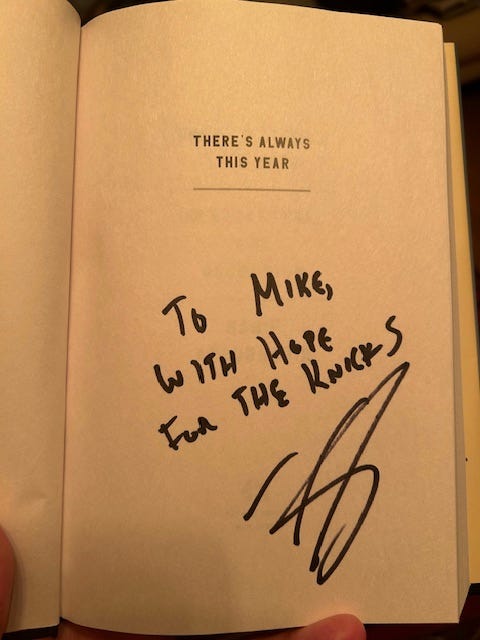 THERE'S ALWAYS
THIS YEAR
TO MIKE,
WITH HOPE
FOR THE KNICKS